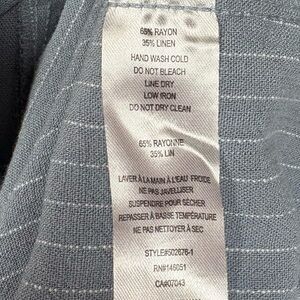 65% RAYON
35% LINEN
HAND WASH COLD
DO NOT BLEACH
LINE DRY
LOW IRON
DO NOT DRY CLEAN
65% RAYONNE
35% LIN
LAVER À LA MAIN À L'EAU FROIDE
NE PAS JAVELLISER
SUSPENDRE POUR SÉCHER
REPASSER À BASSE TEMPÉRATURE
NE PAS NETTOYER À SEC
STYLE#502676-1
RN#146051
CA#07043